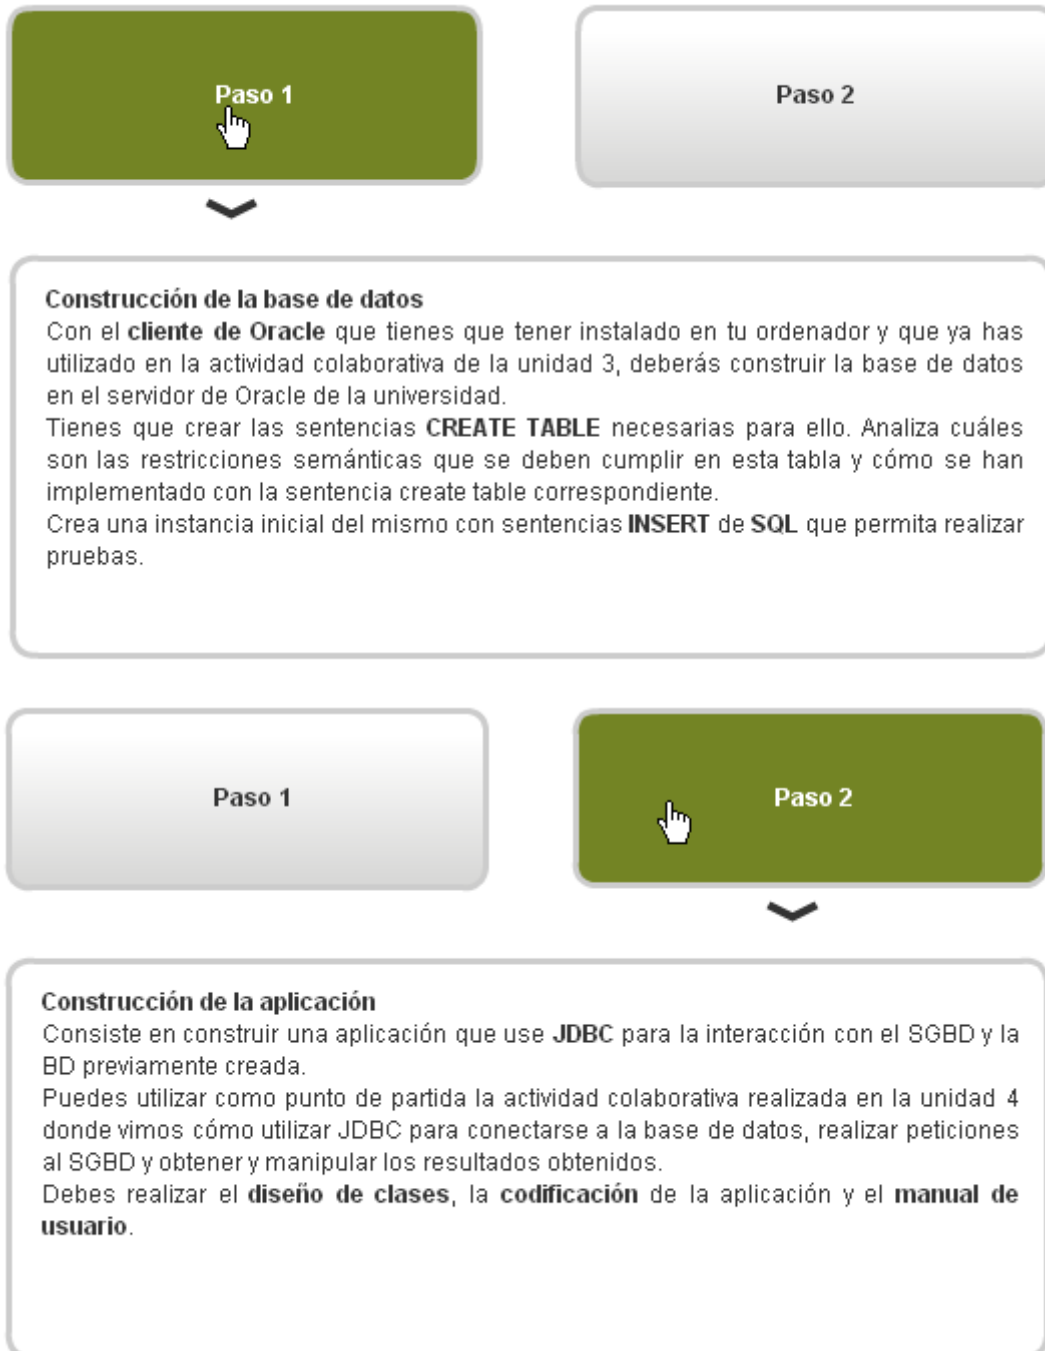 Paso 1
Paso 2
Construcción de la base de datos
Con el cliente de Oracle que tienes que tener instalado en tu ordenador y que ya has
utilizado en la actividad colaborativa de la unidad 3, deberás construir la base de datos
en el servidor de Oracle de la universidad.
Tienes que crear las sentencias CREATE TABLE necesarias para ello. Analiza cuáles
son las restricciones semánticas que se deben cumplir en esta tabla y cómo se han
implementado con la sentencia create table correspondiente.
Crea una instancia inicial del mismo con sentencias INSERT de SQL que permita realizar
pruebas.
Paso 1
Paso 2
Construcción de la aplicación
Consiste en construir una aplicación que use JDBC para la interacción con el SGBD y la
BD previamente creada.
Puedes utilizar como punto de partida la actividad colaborativa realizada en la unidad 4
donde vimos cómo utilizar JDBC para conectarse a la base de datos, realizar peticiones
al SGBD y obtener y manipular los resultados obtenidos.
Debes realizar el diseño de clases, la codificación de la aplicación y el manual de
usuario.